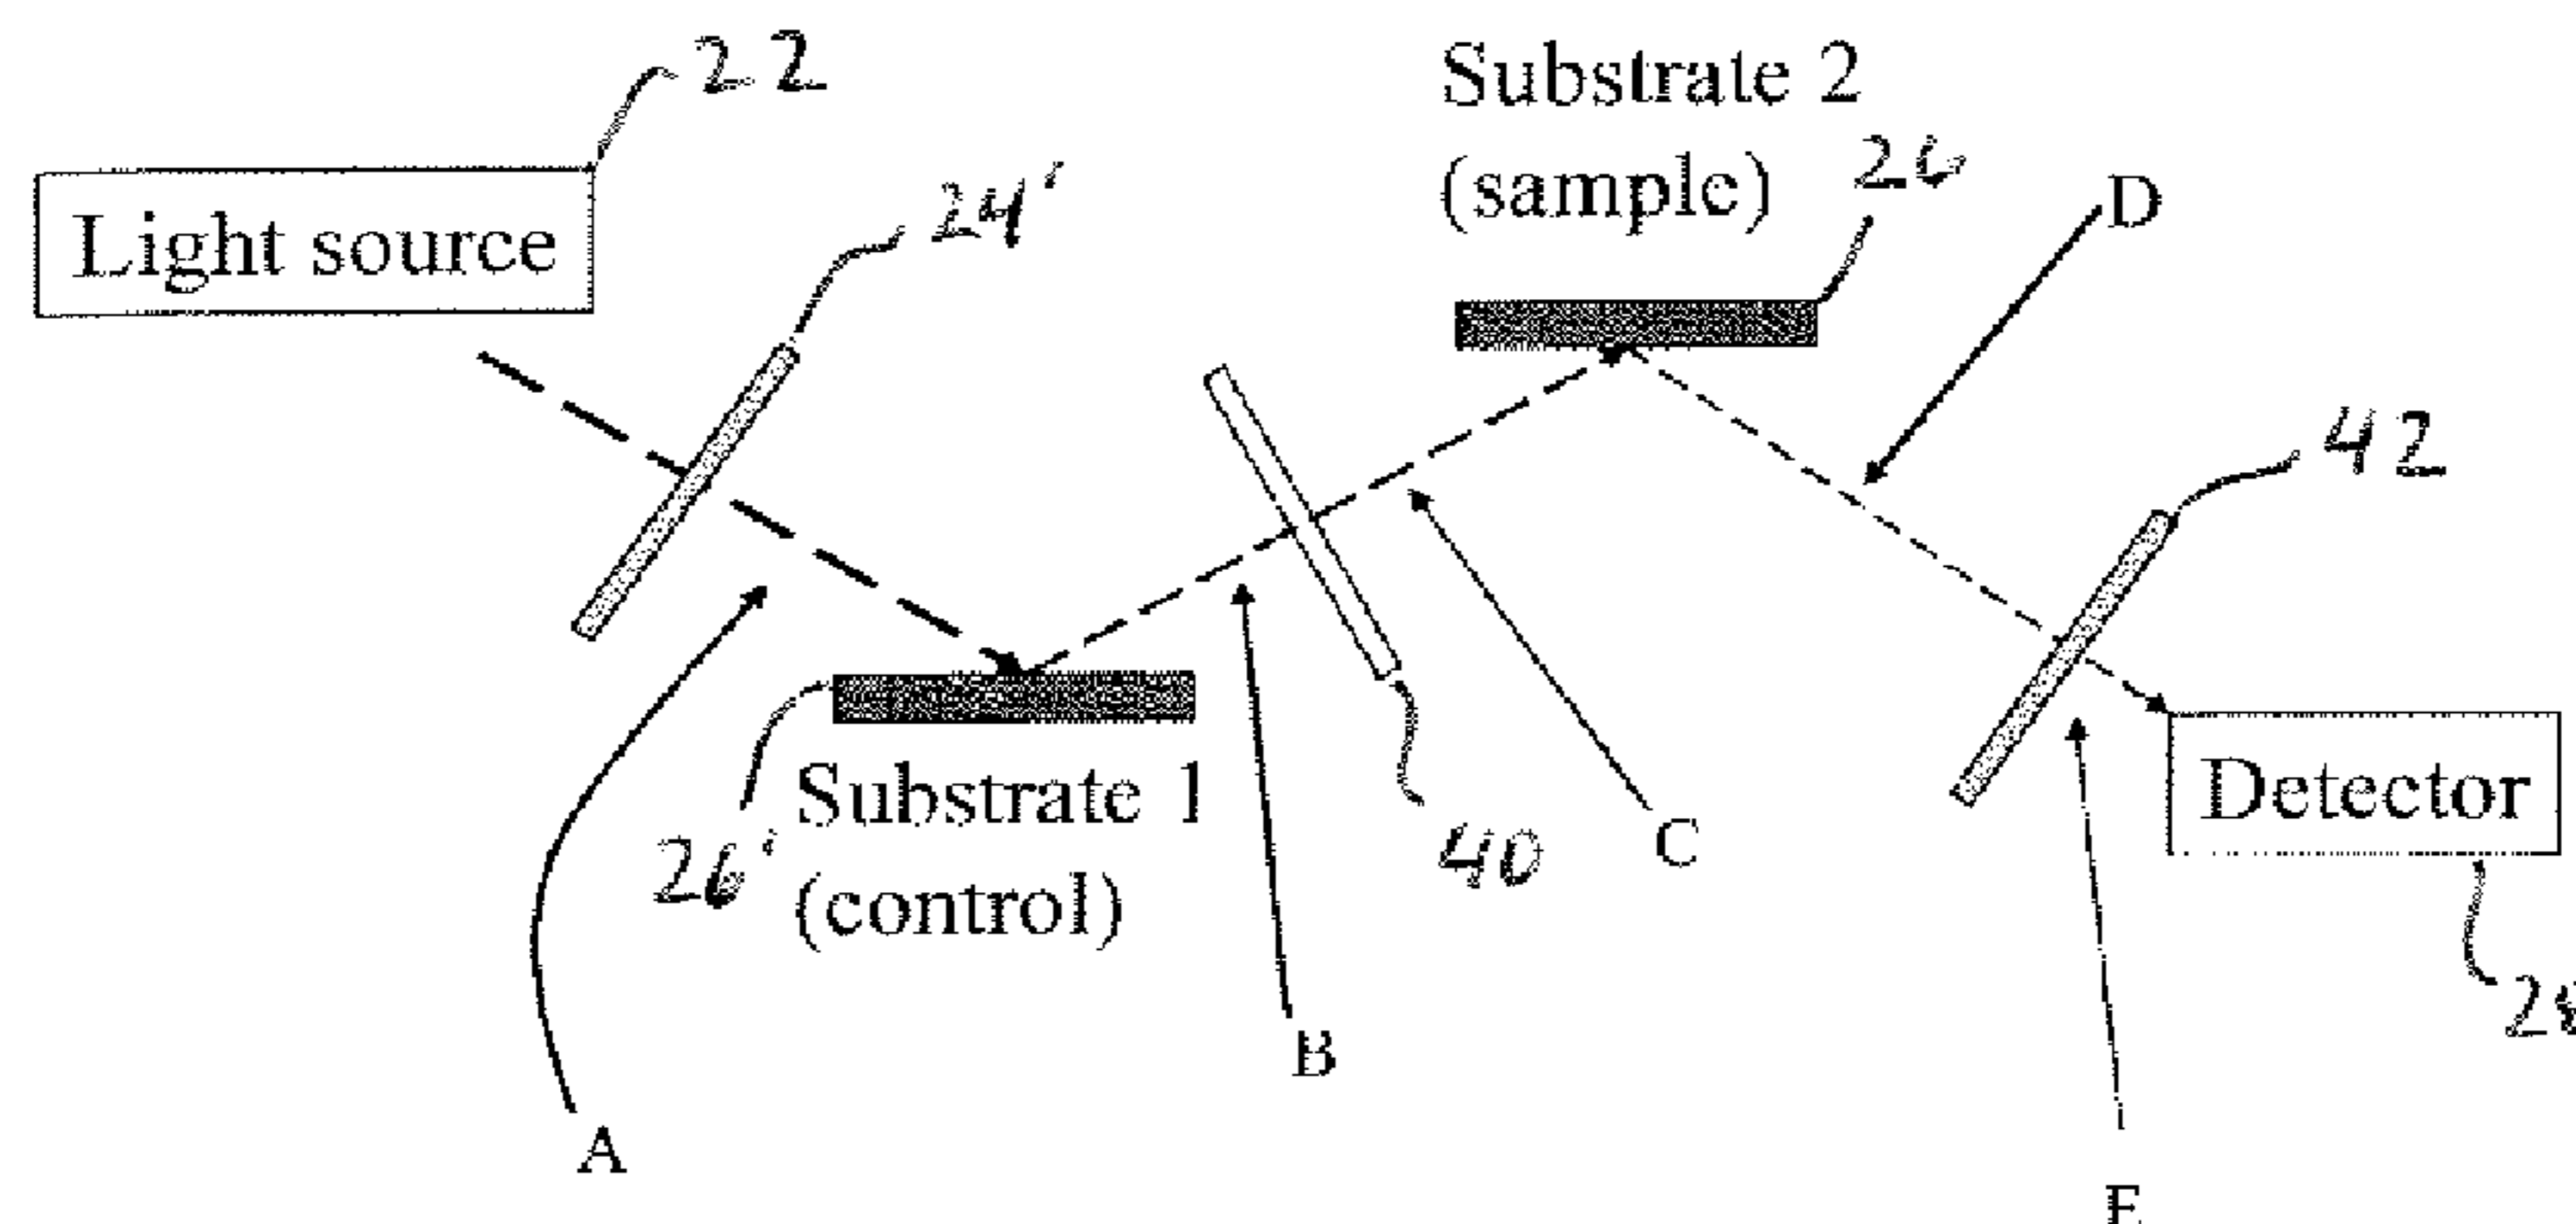 22
Substrate 2
(sample)
26
24'
D
Light source
42
Substrate 1
(control)
26'
40
C
Detector
B
A
E